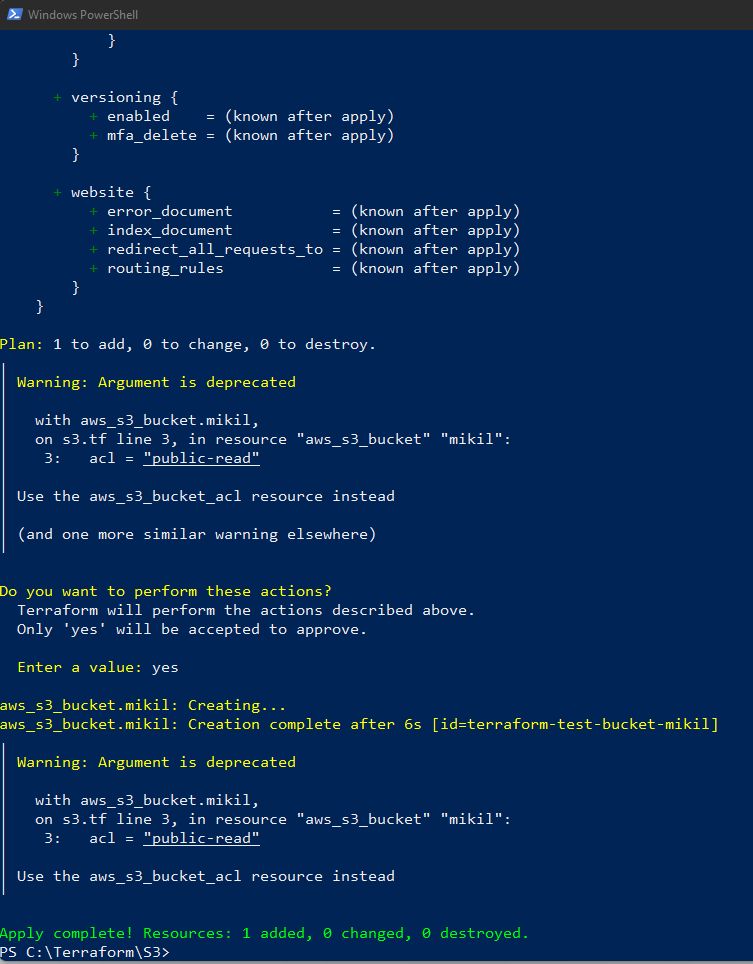 Windows PowerShell
}
}
+ versioning {
+ enabled    = (known after apply)
+ mfa_delete = (known after apply)
}
+ website {
+ error_document           = (known after apply)
+ index_document           = (known after apply)
+ redirect_all_requests_to = (known after apply)
+ routing_rules            = (known after apply)
}
}
Plan: 1 to add, 0 to change, 0 to destroy.
Warning: Argument is deprecated
with aws_s3_bucket.mikil,
on s3.tf line 3, in resource "aws_s3_bucket" "mikil":
3:   acl = "public-read"
Use the aws_s3_bucket_acl resource instead
(and one more similar warning elsewhere)
Do you want to perform these actions?
Terraform will perform the actions described above.
Only 'yes' will be accepted to approve.
Enter a value: yes
aws_s3_bucket.mikil: Creating...
aws_s3_bucket.mikil: Creation complete after 6s [id=terraform-test-bucket-mikil]
Warning: Argument is deprecated
with aws_s3_bucket.mikil,
on s3.tf line 3, in resource "aws_s3_bucket" "mikil":
3:   acl = "public-read"
Use the aws_s3_bucket_acl resource instead
Apply complete! Resources: 1 added, 0 changed, 0 destroyed.
PS C:\Terraform\S3>